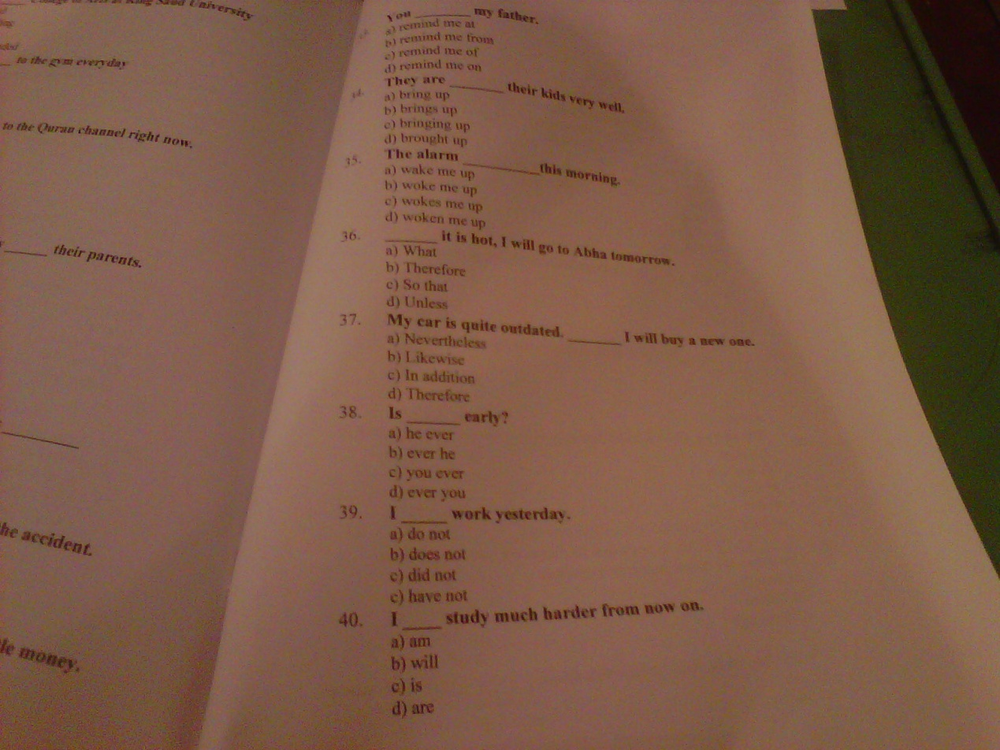 College of Arts at King Saud University
to the gym everyday
to the Quran channel right now.
_____ their parents.
he accident.
le money.
You _______ my father.
a) remind me at
b) remind me from
c) remind me of
d) remind me on
34. They are _______ their kids very well.
a) bring up
b) brings up
c) bringing up
d) brought up
35. The alarm _________this morning.
a) wake me up
b) woke me up
c) wokes me up
d) woken me up
36. ______ it is hot, I will go to Abha tomorrow.
a) What
b) Therefore
c) So that
d) Unless
37. My car is quite outdated. ______ I will buy a new one.
a) Nevertheless
b) Likewise
c) In addition
d) Therefore
38. Is ______ early?
a) he ever
b) ever he
c) you ever
d) ever you
39. I _____ work yesterday.
a) do not
b) does not
c) did not
c) have not
40. I ____ study much harder from now on.
a) am
b) will
c) is
d) are